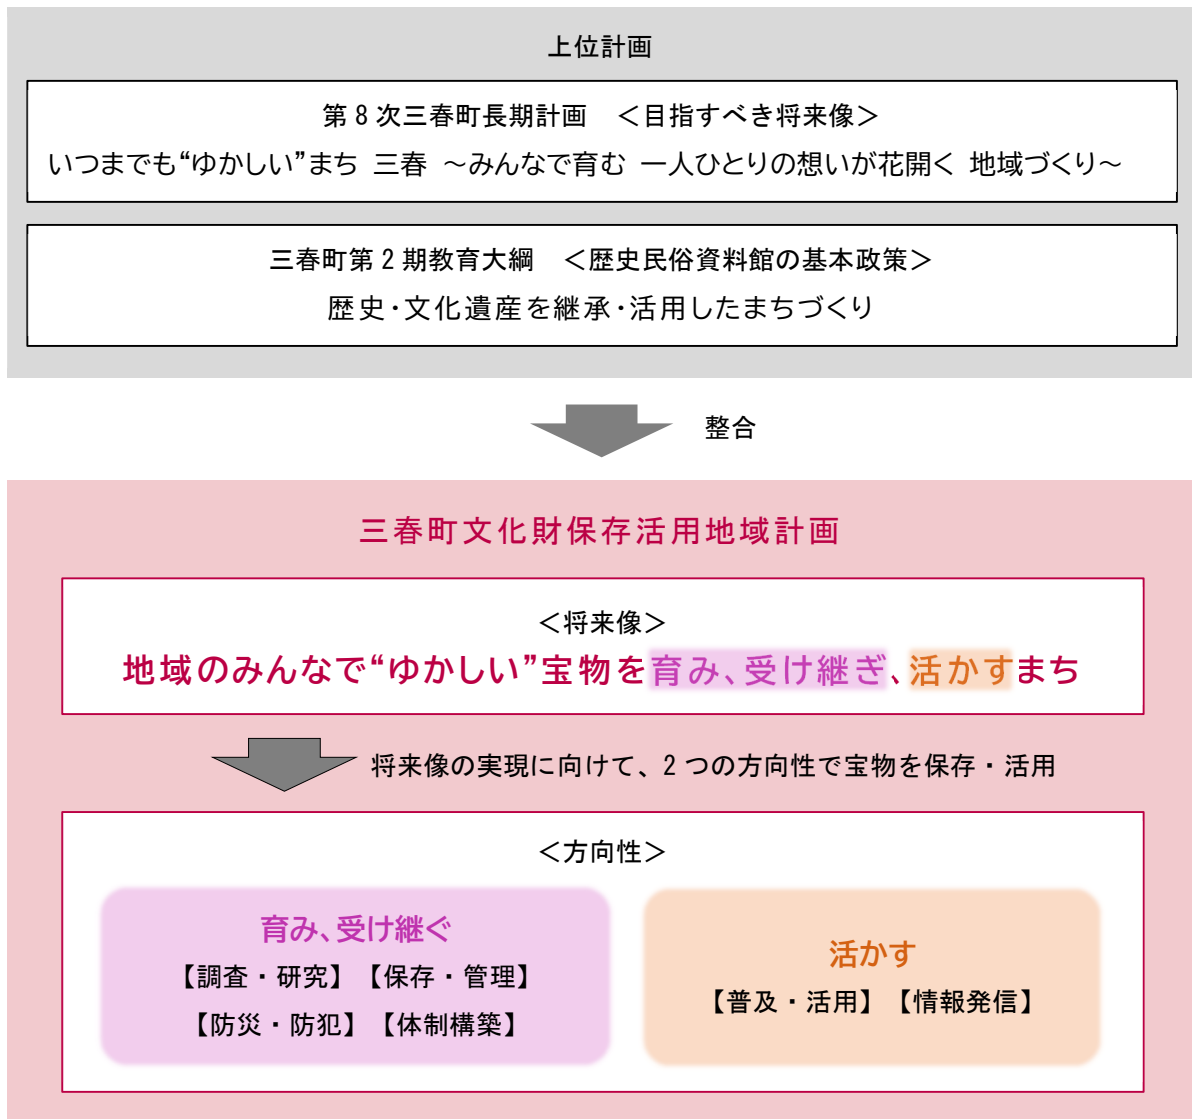 上位計画
第8次三春町長期計画　＜目指すべき将来像＞
いつまでも“ゆかしい”まち 三春 ～みんなで育む 一人ひとりの想いが花開く 地域づくり～
三春町第2期教育大綱　＜歴史民俗資料館の基本政策＞
歴史・文化遺産を継承・活用したまちづくり
整合
三春町文化財保存活用地域計画
＜将来像＞
地域のみんなで“ゆかしい”宝物を育み、受け継ぎ、活かすまち
将来像の実現に向けて、2つの方向性で宝物を保存・活用
＜方向性＞
育み、受け継ぐ
【調査・研究】【保存・管理】
【防災・防犯】【体制構築】
活かす
【普及・活用】【情報発信】